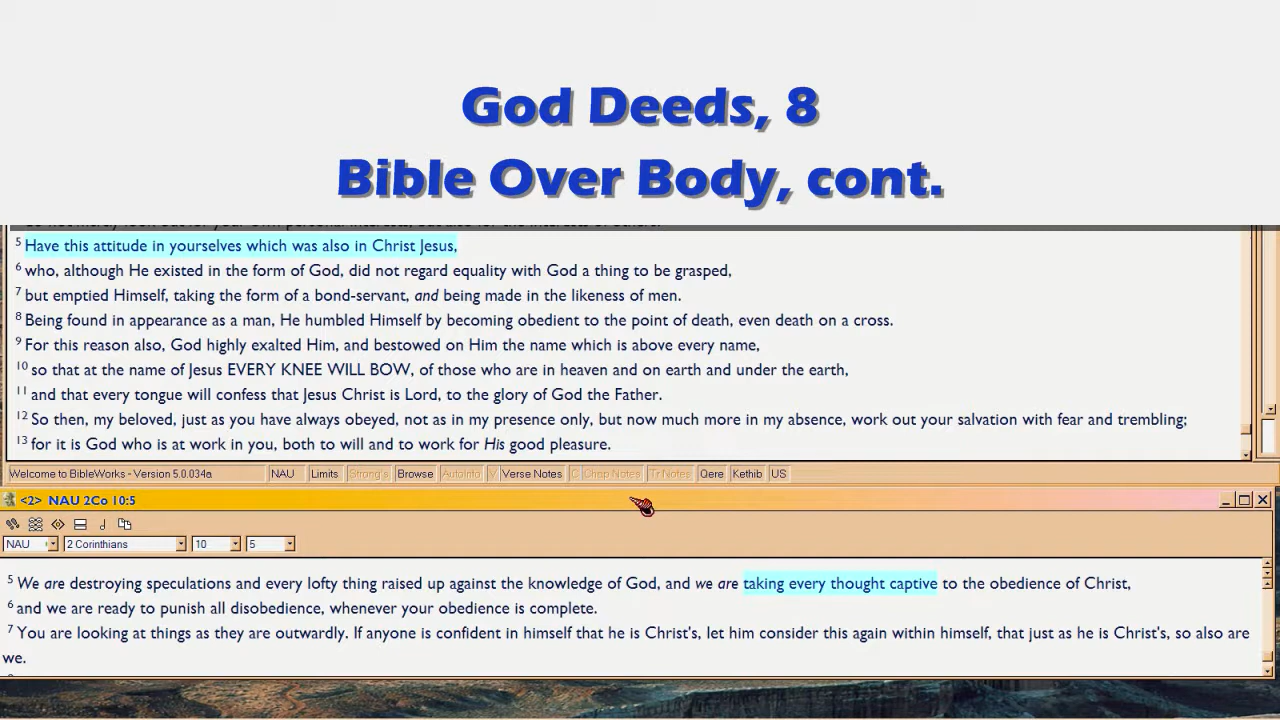 God Deeds, 8
Bible Over Body, cont.
5 Have this attitude in yourselves which was also in Christ Jesus,
6 who, although He existed in the form of God, did not regard equality with God a thing to be grasped,
7 but emptied Himself, taking the form of a bond-servant, and being made in the likeness of men.
8 Being found in appearance as a man, He humbled Himself by becoming obedient to the point of death, even death on a cross.
9 For this reason also, God highly exalted Him, and bestowed on Him the name which is above every name,
10 so that at the name of Jesus EVERY KNEE WILL BOW, of those who are in heaven and on earth and under the earth,
11 and that every tongue will confess that Jesus Christ is Lord, to the glory of God the Father.
12 So then, my beloved, just as you have always obeyed, not as in my presence only, but now much more in my absence, work out your salvation with fear and trembling;
13 for it is God who is at work in you, both to will and to work for His good pleasure.
Welcome to BibleWorks - Version 5.0.034a NAU Limits Strong's Browse AutoInfo V Verse Notes C Chap Notes Tr Notes Qere Kethib US
<2> NAU 2Co 10:5
NAU 2 Corinthians 10 5
5 We are destroying speculations and every lofty thing raised up against the knowledge of God, and we are taking every thought captive to the obedience of Christ,
6 and we are ready to punish all disobedience, whenever your obedience is complete.
7 You are looking at things as they are outwardly. If anyone is confident in himself that he is Christ's, let him consider this again within himself, that just as he is Christ's, so also are
we.